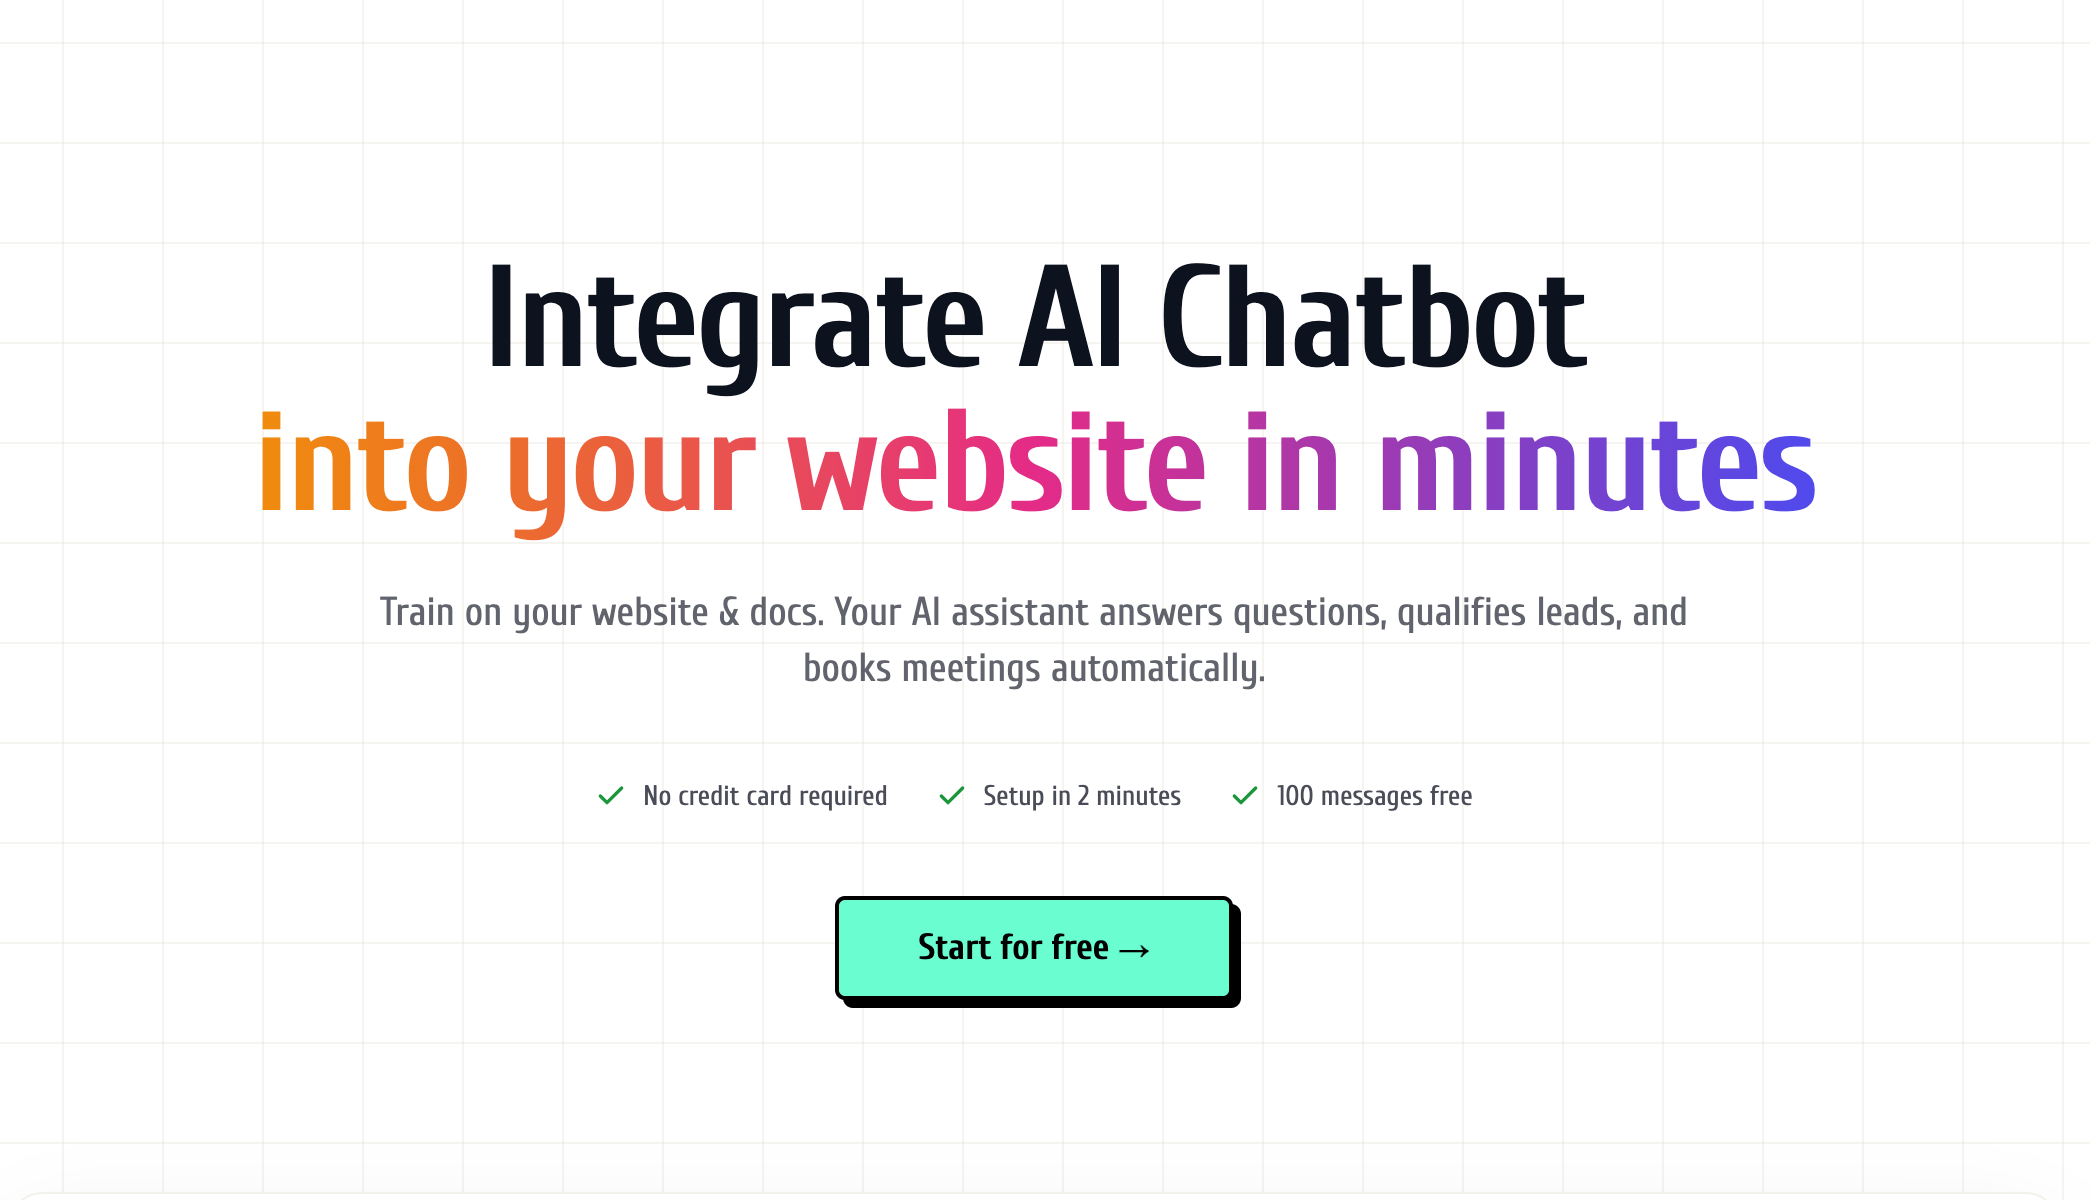 Integrate AI Chatbot
into your website in minutes
Train on your website & docs. Your AI assistant answers questions, qualifies leads, and
books meetings automatically.
No credit card required
Setup in 2 minutes
100 messages free
Start for free →